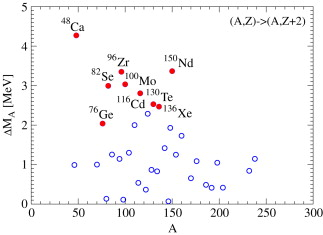 5
4
3
2
1
0
0
50
100
150
200
250
ΔM_A [MeV]
A
(A,Z)->(A,Z+2)
⁴⁸Ca
⁹⁶Zr
¹⁵⁰Nd
⁸²Se
¹⁰⁰Mo
¹³⁰Te
¹¹⁶Cd
¹³⁶Xe
⁷⁶Ge